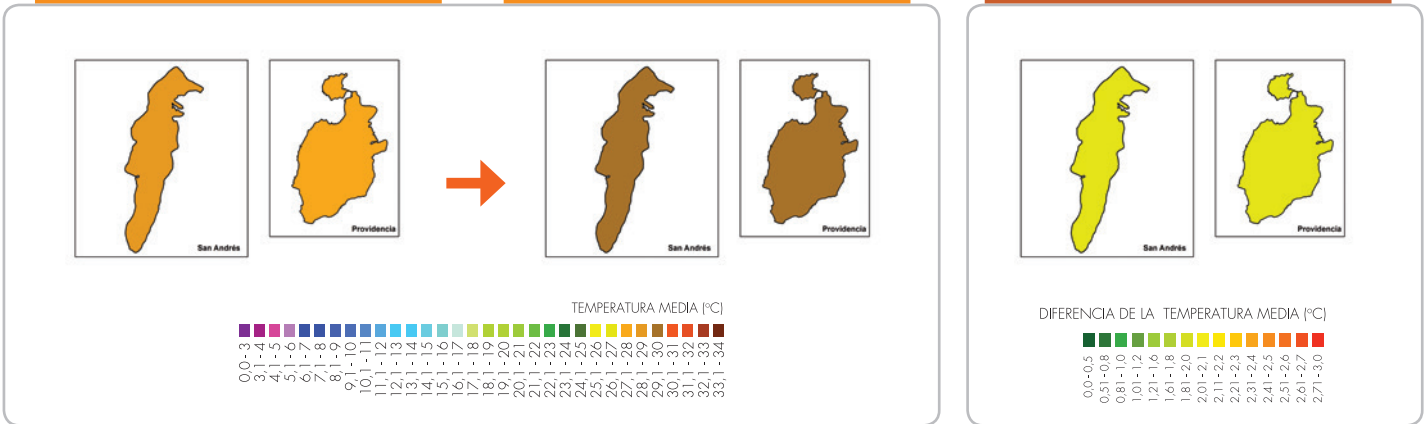 San Andrés
Providencia
San Andrés
Providencia
TEMPERATURA MEDIA (ºC)
0,0 - 3
3,1 - 4
4,1 - 5
5,1 - 6
6,1 - 7
7,1 - 8
8,1 - 9
9,1 - 10
10,1 - 11
11,1 - 12
12,1 - 13
13,1 - 14
14,1 - 15
15,1 - 16
16,1 - 17
17,1 - 18
18,1 - 19
19,1 - 20
20,1 - 21
21,1 - 22
22,1 - 23
23,1 - 24
24,1 - 25
25,1 - 26
26,1 - 27
27,1 - 28
28,1 - 29
29,1 - 30
30,1 - 31
31,1 - 32
32,1 - 33
33,1 - 34
San Andrés
Providencia
DIFERENCIA DE LA TEMPERATURA MEDIA (ºC)
0,0 - 0,5
0,51 - 0,8
0,81 - 1,0
1,01 - 1,2
1,21 - 1,6
1,61 - 1,8
1,81 - 2,0
2,01 - 2,1
2,11 - 2,2
2,21 - 2,3
2,31 - 2,4
2,41 - 2,5
2,51 - 2,6
2,61 - 2,7
2,71 - 3,0